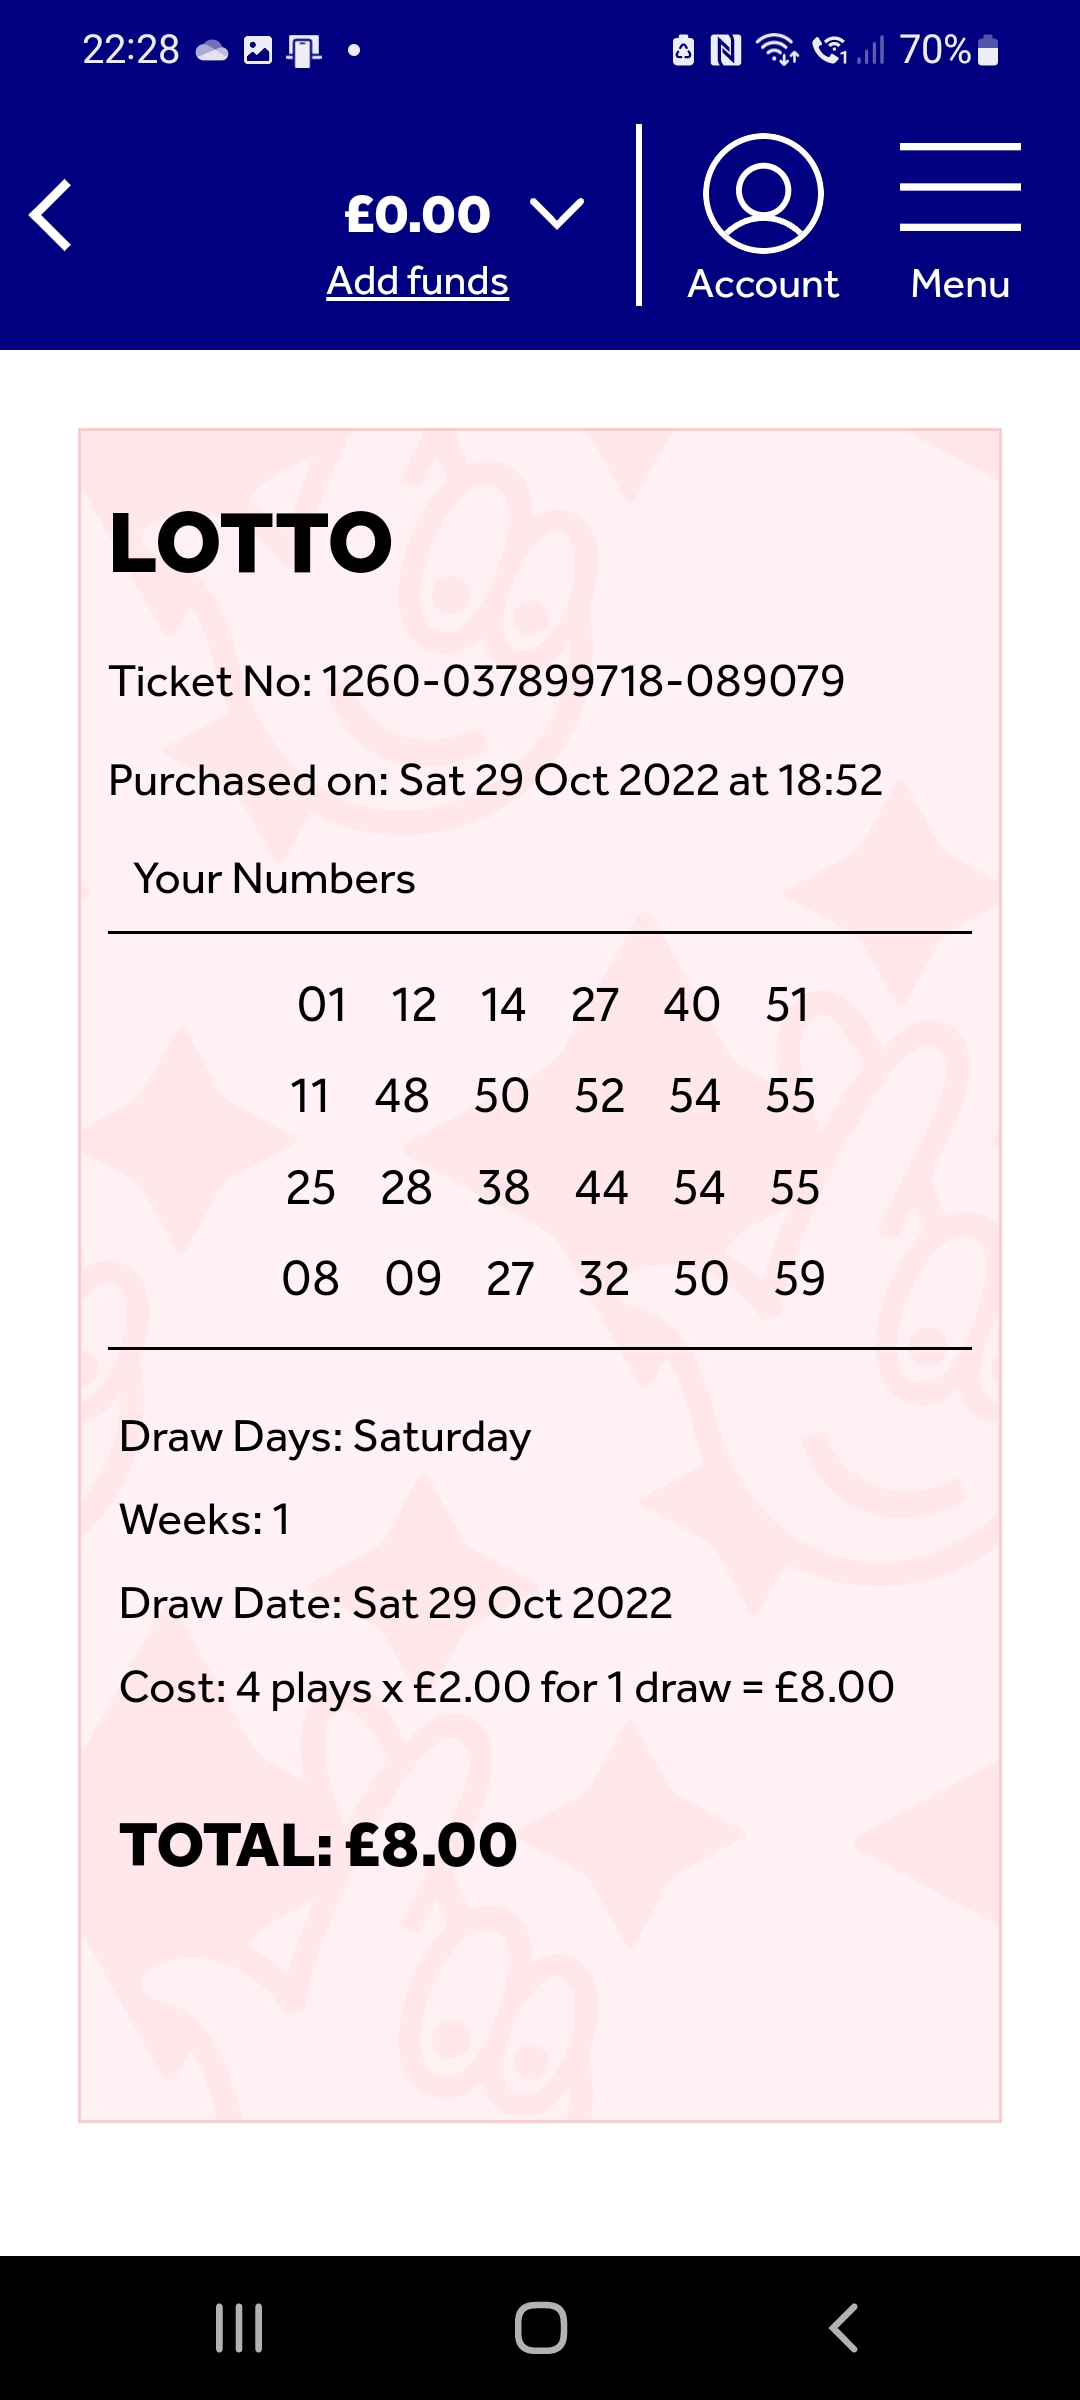 22:28 70%
£0.00
Add funds
Account
Menu
LOTTO
Ticket No: 1260-037899718-089079
Purchased on: Sat 29 Oct 2022 at 18:52
Your Numbers
01 12 14 27 40 51
11 48 50 52 54 55
25 28 38 44 54 55
08 09 27 32 50 59
Draw Days: Saturday
Weeks: 1
Draw Date: Sat 29 Oct 2022
Cost: 4 plays x £2.00 for 1 draw = £8.00
TOTAL: £8.00